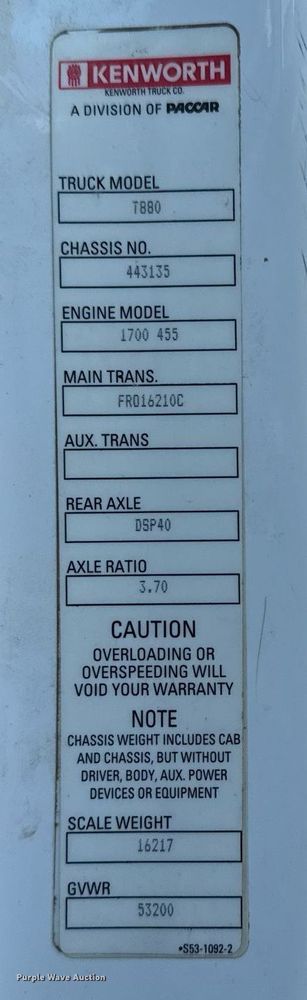 KENWORTH
KENWORTH TRUCK CO.
A DIVISION OF PACCAR
TRUCK MODEL
T880
CHASSIS NO.
443135
ENGINE MODEL
1700 455
MAIN TRANS.
FRO16210C
AUX. TRANS
REAR AXLE
DSP40
AXLE RATIO
3.70
CAUTION
OVERLOADING OR
OVERSPEEDING WILL
VOID YOUR WARRANTY
NOTE
CHASSIS WEIGHT INCLUDES CAB
AND CHASSIS, BUT WITHOUT
DRIVER, BODY, AUX. POWER
DEVICES OR EQUIPMENT
SCALE WEIGHT
16217
GVWR
53200
*S53-1092-2
Purple Wave Auction